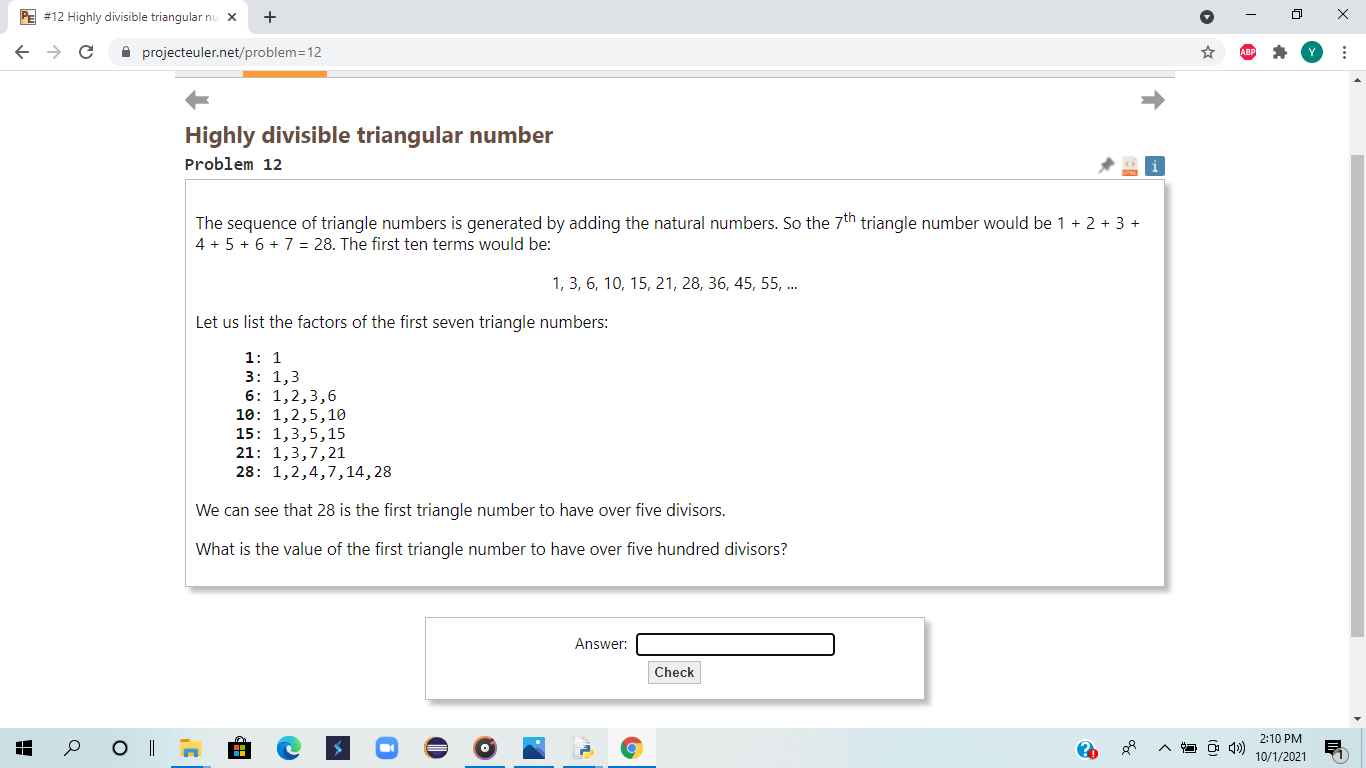 #12 Highly divisible triangular nu
projecteuler.net/problem=12
ABP
Y
Highly divisible triangular number
Problem 12
The sequence of triangle numbers is generated by adding the natural numbers. So the 7th triangle number would be 1 + 2 + 3 +
4 + 5 + 6 + 7 = 28. The first ten terms would be:
1, 3, 6, 10, 15, 21, 28, 36, 45, 55, ...
Let us list the factors of the first seven triangle numbers:
1: 1
3: 1,3
6: 1,2,3,6
10: 1,2,5,10
15: 1,3,5,15
21: 1,3,7,21
28: 1,2,4,7,14,28
We can see that 28 is the first triangle number to have over five divisors.
What is the value of the first triangle number to have over five hundred divisors?
Answer:
Check
2:10 PM
10/1/2021
1